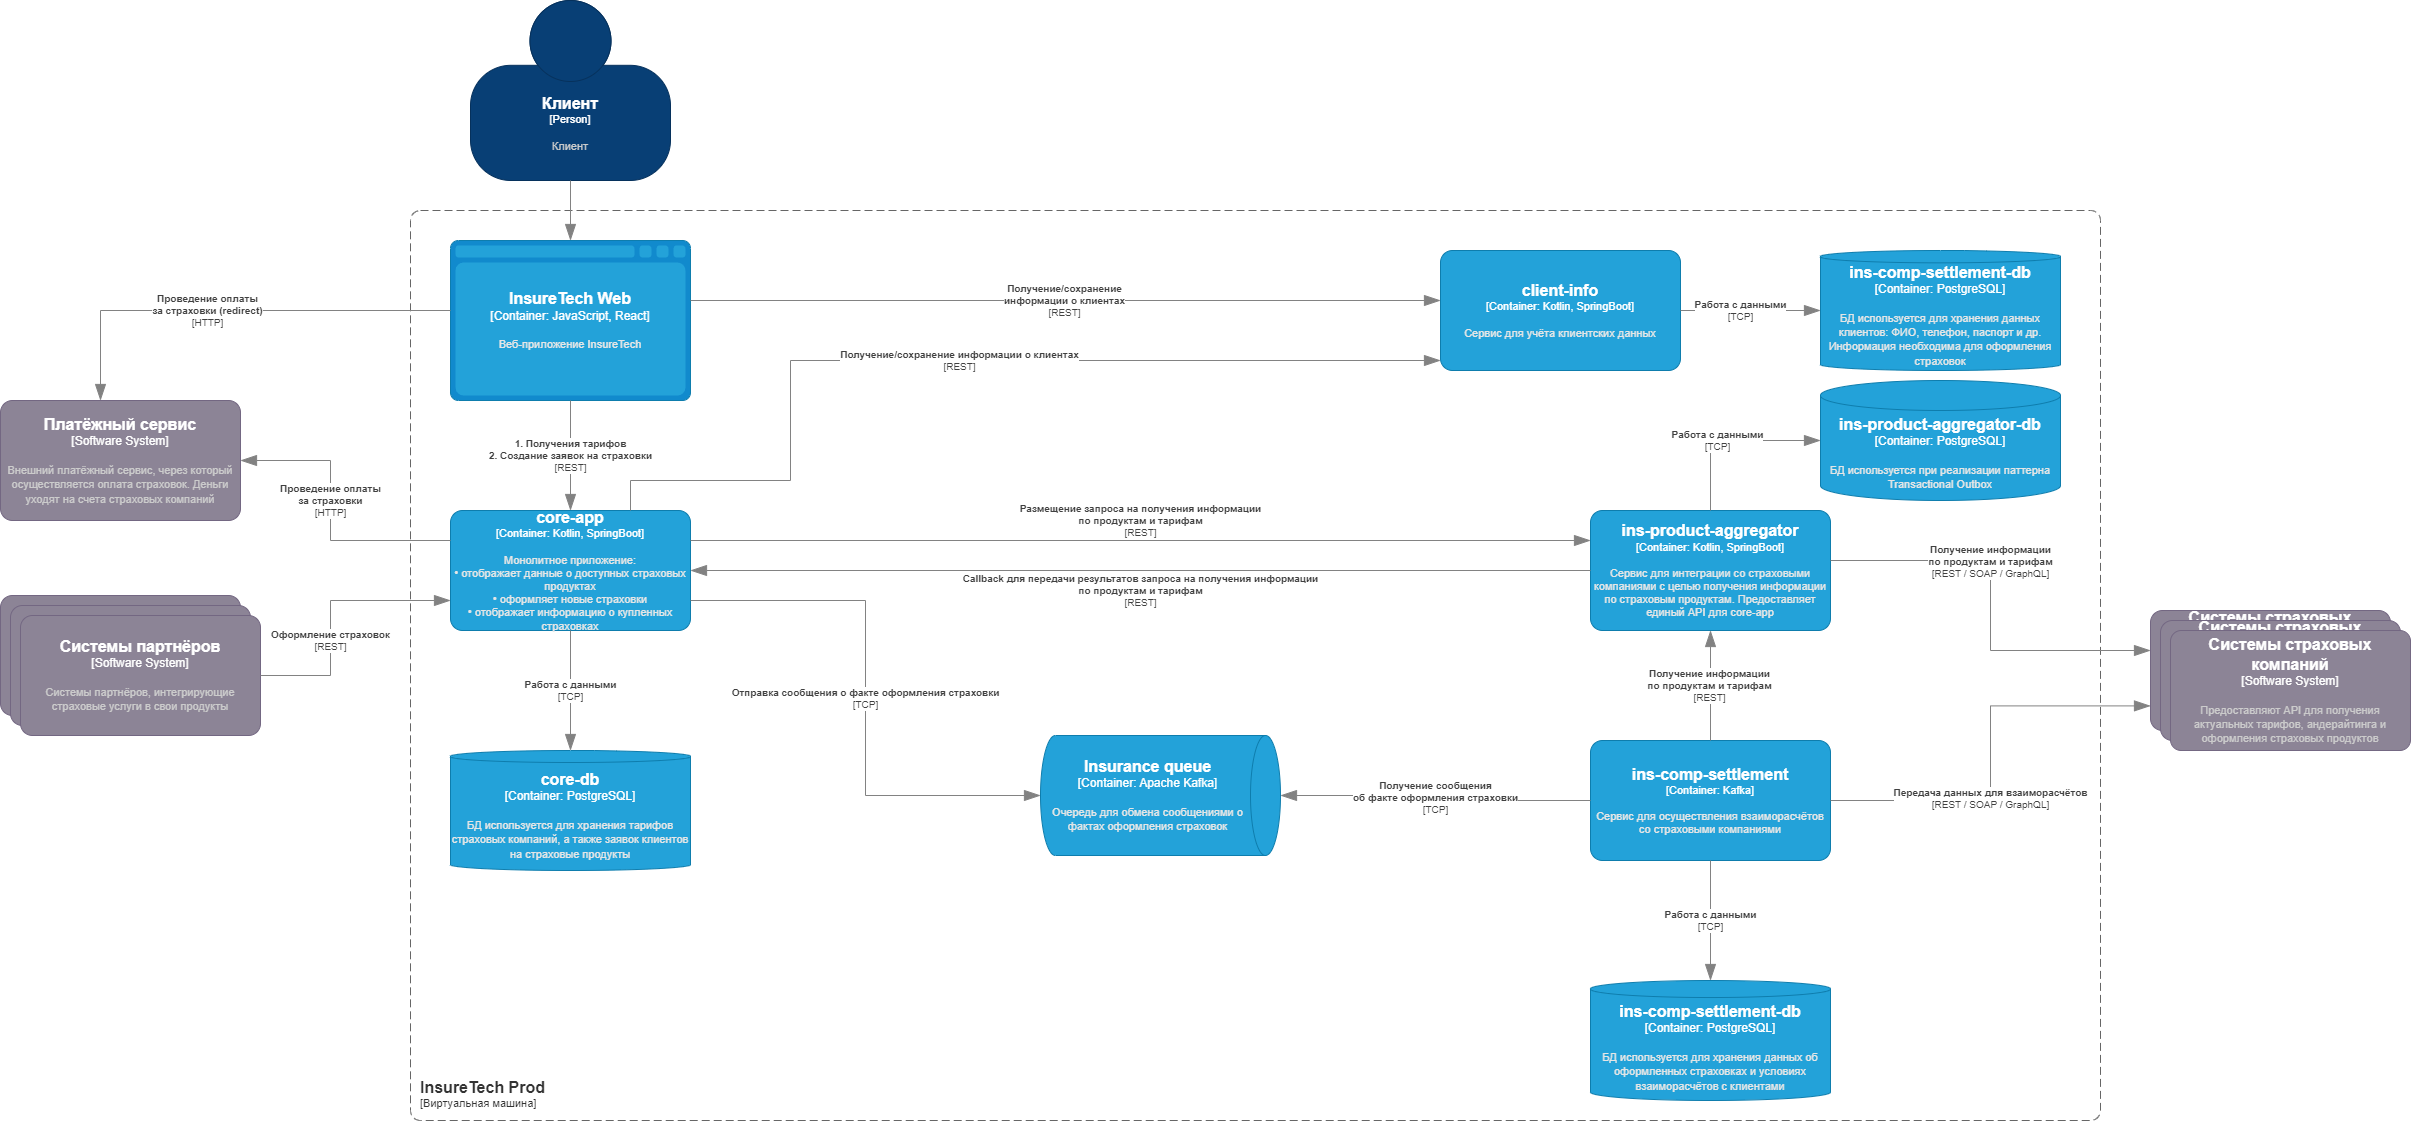 Клиент
[Person]
Клиент
InsureTech Web
[Container: JavaScript, React]
Веб-приложение InsureTech
Проведение оплаты
за страховки (redirect)
[HTTP]
Получение/сохранение
информации о клиентах
[REST]
client-info
[Container: Kotlin, SpringBoot]
Сервис для учёта клиентских данных
Работа с данными
[TCP]
ins-comp-settlement-db
[Container: PostgreSQL]
БД используется для хранения данных
клиентов: ФИО, телефон, паспорт и др.
Информация необходима для оформления
страховок
Получение/сохранение информации о клиентах
[REST]
Платёжный сервис
[Software System]
Внешний платёжный сервис, через который
осуществляется оплата страховок. Деньги
уходят на счета страховых компаний
1. Получения тарифов
2. Создание заявок на страховки
[REST]
Работа с данными
[TCP]
ins-product-aggregator-db
[Container: PostgreSQL]
БД используется при реализации паттерна
Transactional Outbox
Проведение оплаты
за страховки
[HTTP]
core-app
[Container: Kotlin, SpringBoot]
Монолитное приложение:
• отображает данные о доступных страховых
продуктах
• оформляет новые страховки
• отображает информацию о купленных
страховках
Размещение запроса на получения информации
по продуктам и тарифам
[REST]
Callback для передачи результатов запроса на получения информации
по продуктам и тарифам
[REST]
ins-product-aggregator
[Container: Kotlin, SpringBoot]
Сервис для интеграции со страховыми
компаниями с целью получения информации
по страховым продуктам. Предоставляет
единый API для core-app
Получение информации
по продуктам и тарифам
[REST / SOAP / GraphQL]
Системы партнёров
[Software System]
Системы партнёров, интегрирующие
страховые услуги в свои продукты
Оформление страховок
[REST]
Системы страховых
Системы страховых
Системы страховых
компаний
[Software System]
Предоставляют API для получения
актуальных тарифов, андерайтинга и
оформления страховых продуктов
Работа с данными
[TCP]
Отправка сообщения о факте оформления страховки
[TCP]
Получение информации
по продуктам и тарифам
[REST]
core-db
[Container: PostgreSQL]
БД используется для хранения тарифов
страховых компаний, а также заявок клиентов
на страховые продукты
Insurance queue
[Container: Apache Kafka]
Очередь для обмена сообщениями о
фактах оформления страховок
Получение сообщения
об факте оформления страховки
[TCP]
ins-comp-settlement
[Container: Kafka]
Сервис для осуществления взаиморасчётов
со страховыми компаниями
Передача данных для взаиморасчётов
[REST / SOAP / GraphQL]
Работа с данными
[TCP]
ins-comp-settlement-db
[Container: PostgreSQL]
БД используется для хранения данных об
оформленных страховках и условиях
взаиморасчётов с клиентами
InsureTech Prod
[Виртуальная машина]